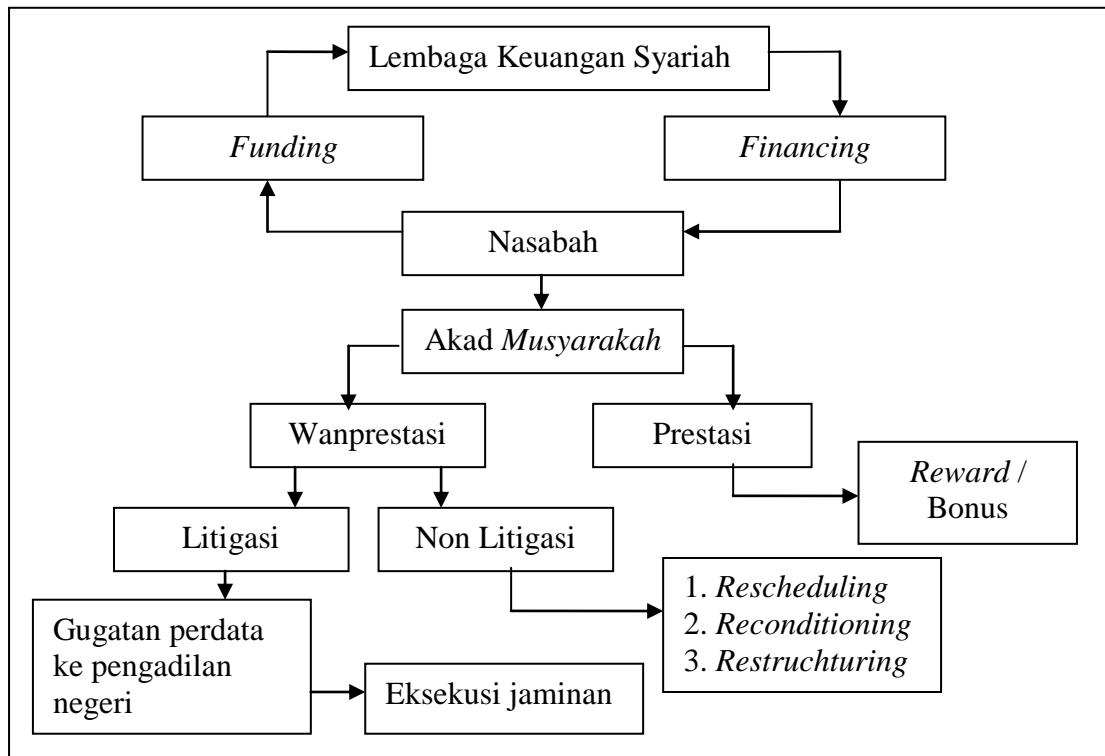 Lembaga Keuangan Syariah
Funding
Financing
Nasabah
Akad Musyarakah
Wanprestasi
Prestasi
Reward /
Bonus
Litigasi
Non Litigasi
1. Rescheduling
2. Reconditioning
3. Restruchturing
Gugatan perdata
ke pengadilan
negeri
Eksekusi jaminan